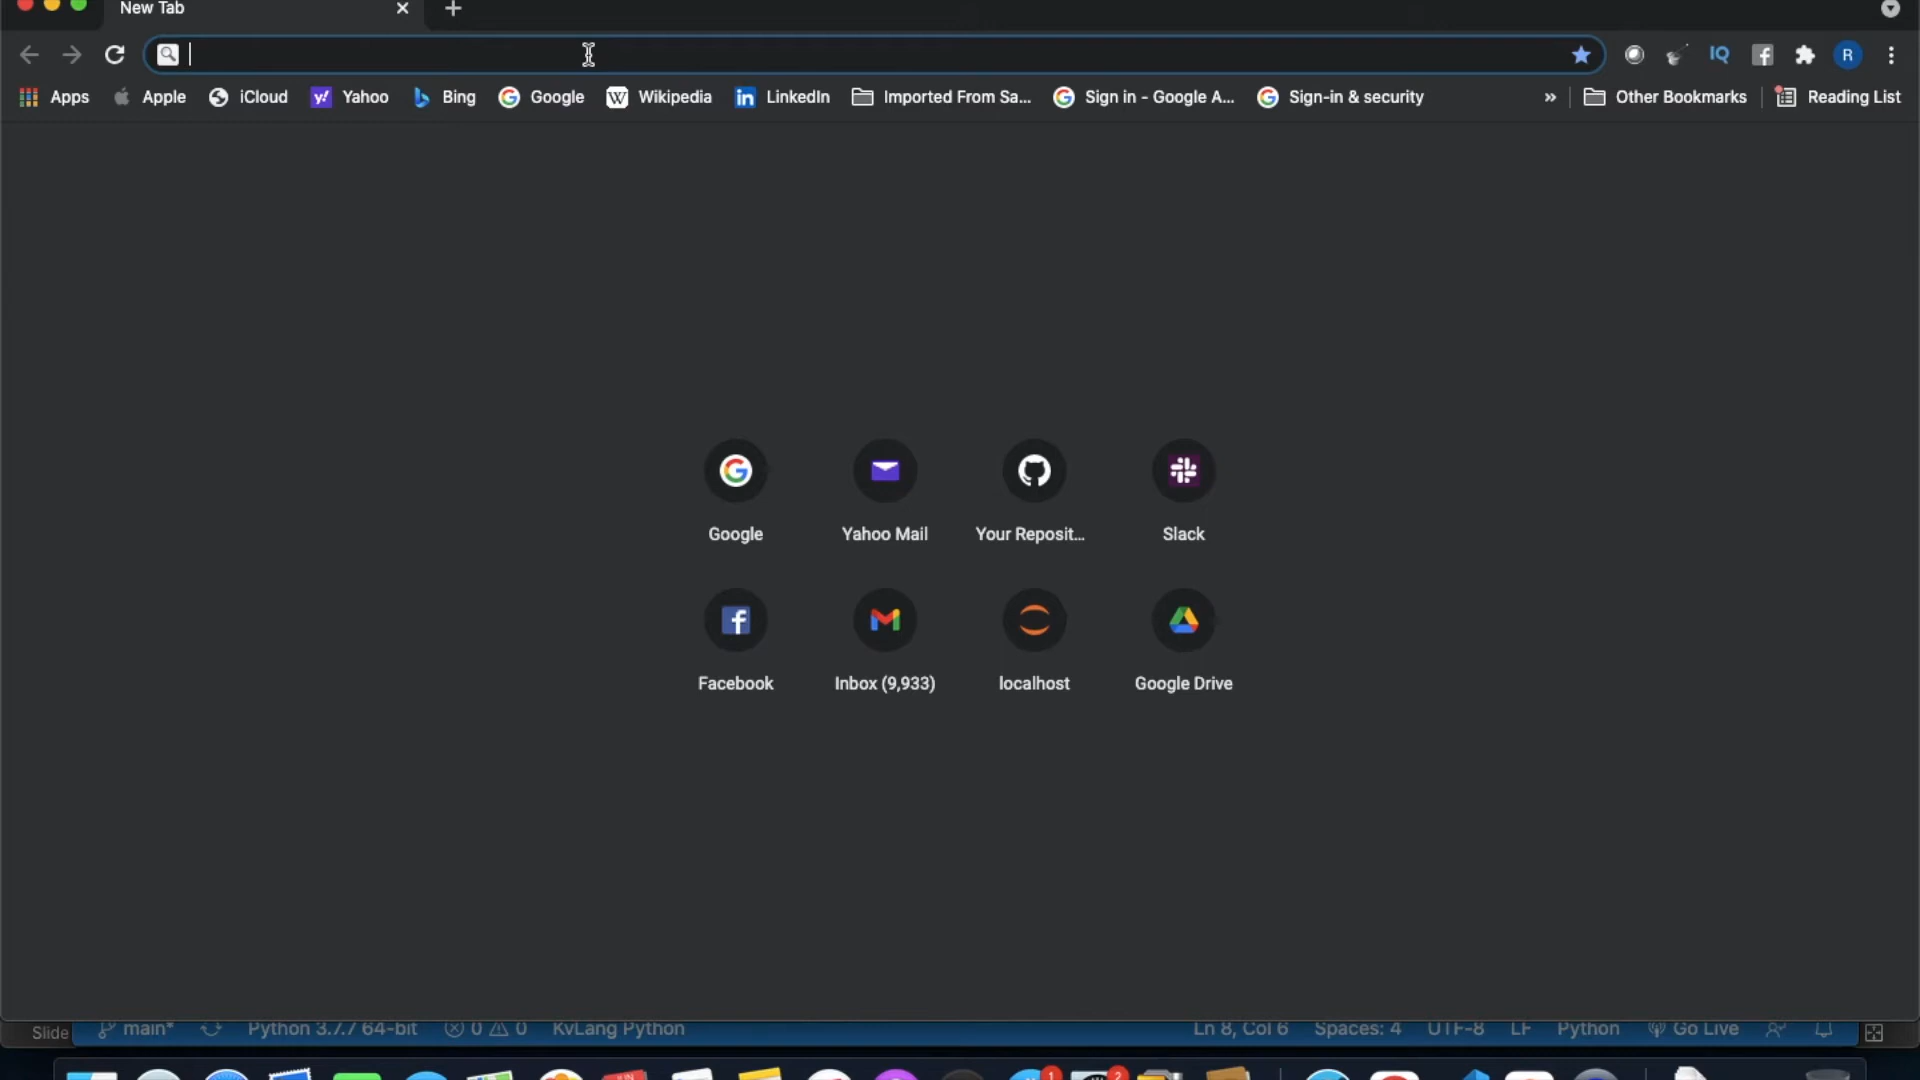 New Tab
Apps Apple iCloud Yahoo Bing Google Wikipedia LinkedIn Imported From Sa... Sign in - Google A... Sign-in & security » Other Bookmarks Reading List
Google Yahoo Mail Your Reposit... Slack
Facebook Inbox (9,933) localhost Google Drive
Slide main* Python 3.7.7 64-bit 0 0 KvLang Python Ln 8, Col 6 Spaces: 4 UTF-8 LF Python Go Live
1 2